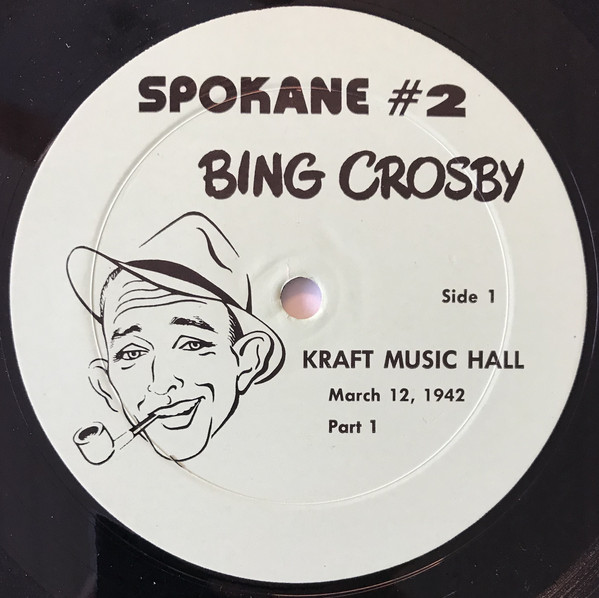 SPOKANE #2
BING CROSBY
Side 1
KRAFT MUSIC HALL
March 12, 1942
Part 1